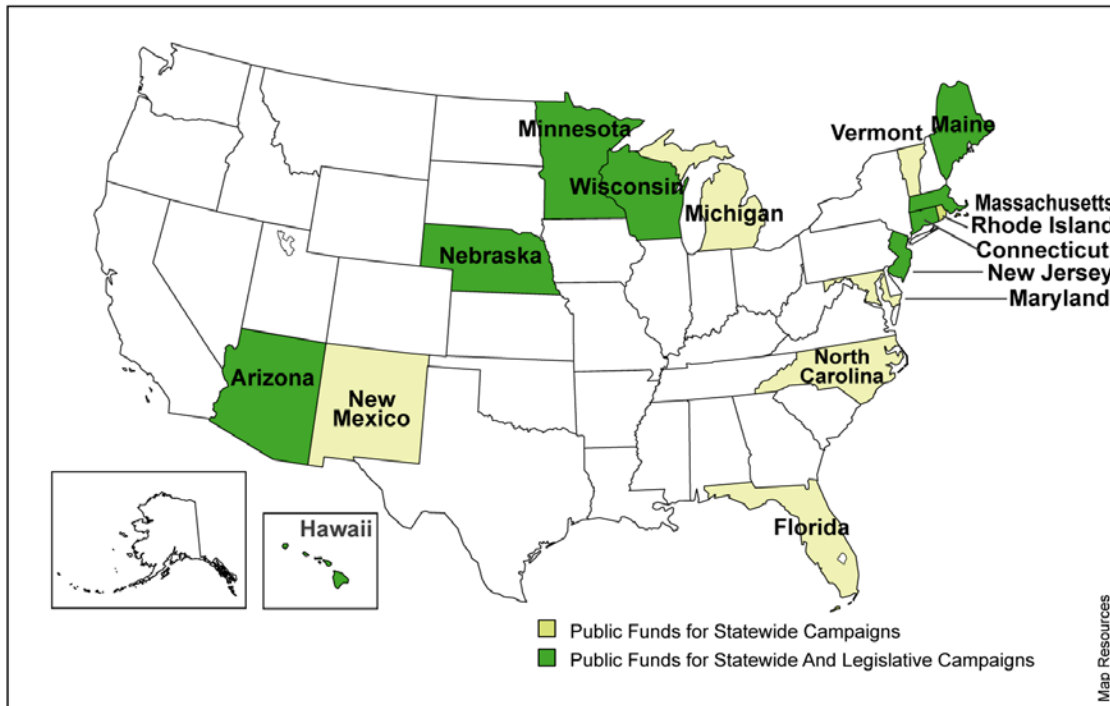 Minnesota
Vermont
Maine
Wisconsin
Michigan
Massachusetts
Rhode Island
Connecticut
New Jersey
Maryland
Nebraska
Arizona
New
Mexico
North
Carolina
Florida
Hawaii
Public Funds for Statewide Campaigns
Public Funds for Statewide And Legislative Campaigns
Map Resources